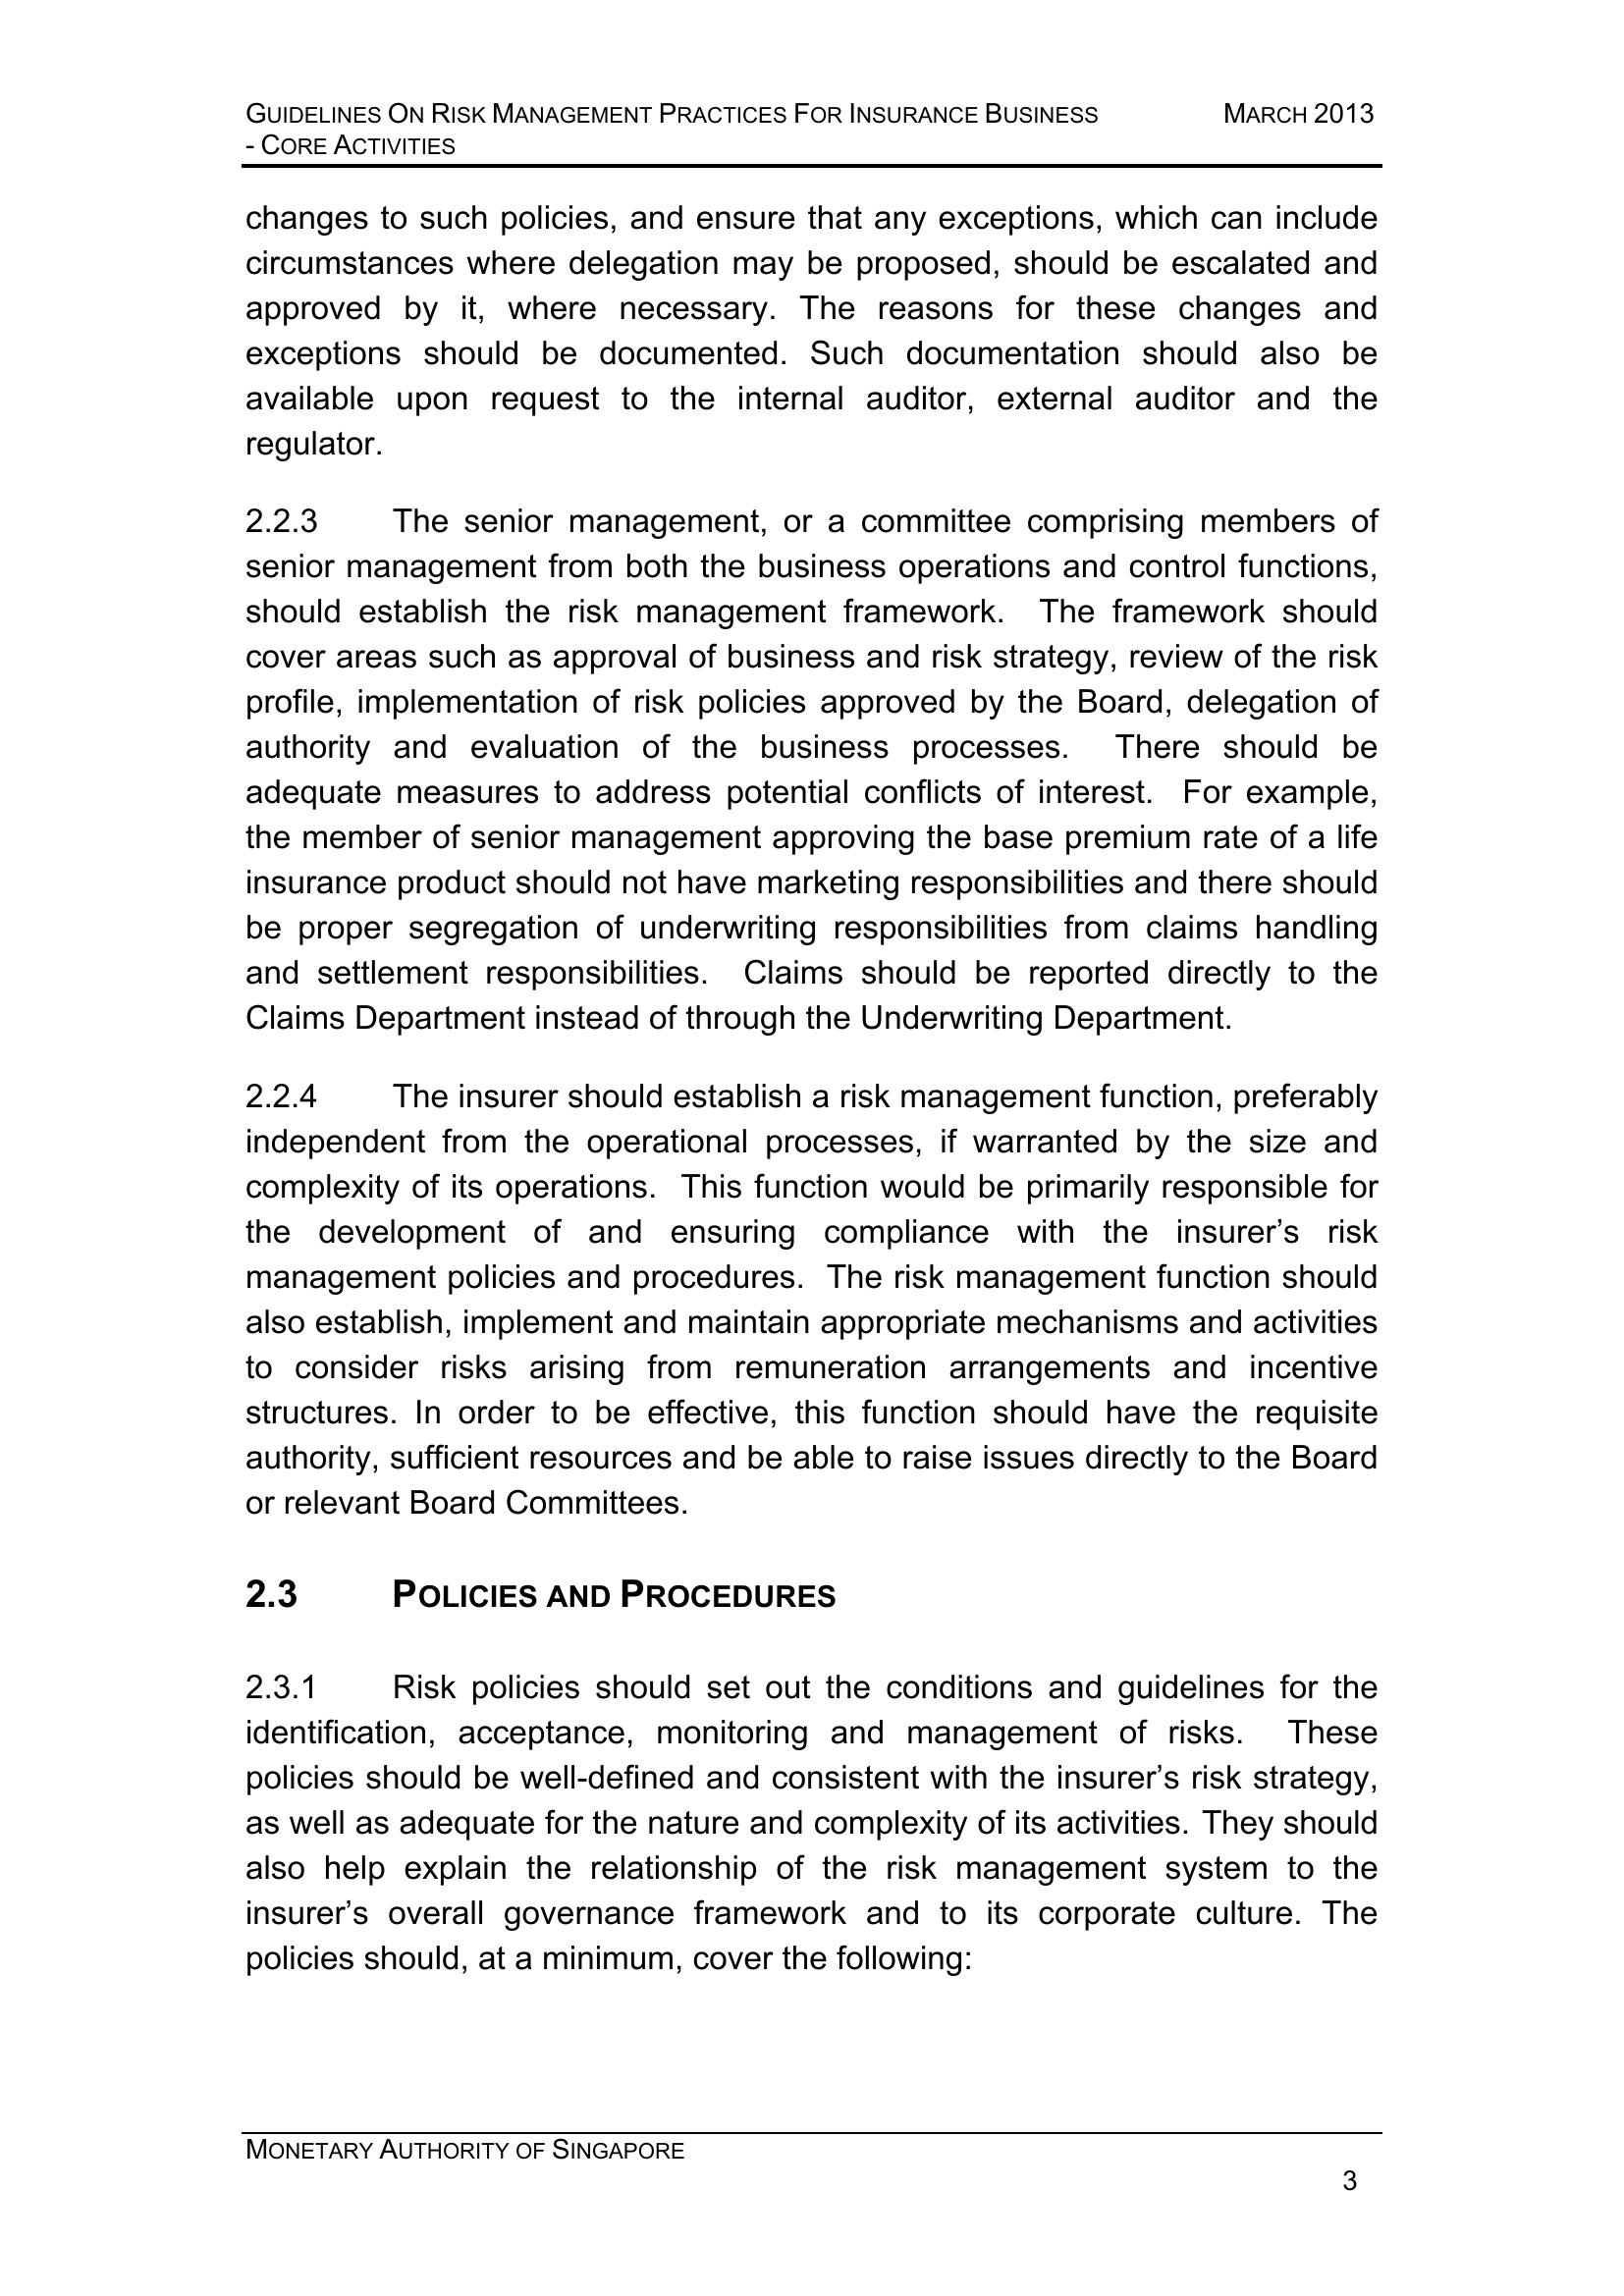 GUIDELINES ON RISK MANAGEMENT PRACTICES FOR INSURANCE BUSINESS MARCH 2013
- CORE ACTIVITIES
changes to such policies, and ensure that any exceptions, which can include
circumstances where delegation may be proposed, should be escalated and
approved by it, where necessary. The reasons for these changes and
exceptions should be documented. Such documentation should also be
available upon request to the internal auditor, external auditor and the
regulator.
2.2.3 The senior management, or a committee comprising members of
senior management from both the business operations and control functions,
should establish the risk management framework. The framework should
cover areas such as approval of business and risk strategy, review of the risk
profile, implementation of risk policies approved by the Board, delegation of
authority and evaluation of the business processes. There should be
adequate measures to address potential conflicts of interest. For example,
the member of senior management approving the base premium rate of a life
insurance product should not have marketing responsibilities and there should
be proper segregation of underwriting responsibilities from claims handling
and settlement responsibilities. Claims should be reported directly to the
Claims Department instead of through the Underwriting Department.
2.2.4 The insurer should establish a risk management function, preferably
independent from the operational processes, if warranted by the size and
complexity of its operations. This function would be primarily responsible for
the development of and ensuring compliance with the insurer’s risk
management policies and procedures. The risk management function should
also establish, implement and maintain appropriate mechanisms and activities
to consider risks arising from remuneration arrangements and incentive
structures. In order to be effective, this function should have the requisite
authority, sufficient resources and be able to raise issues directly to the Board
or relevant Board Committees.
2.3 POLICIES AND PROCEDURES
2.3.1 Risk policies should set out the conditions and guidelines for the
identification, acceptance, monitoring and management of risks. These
policies should be well-defined and consistent with the insurer’s risk strategy,
as well as adequate for the nature and complexity of its activities. They should
also help explain the relationship of the risk management system to the
insurer’s overall governance framework and to its corporate culture. The
policies should, at a minimum, cover the following:
MONETARY AUTHORITY OF SINGAPORE
3